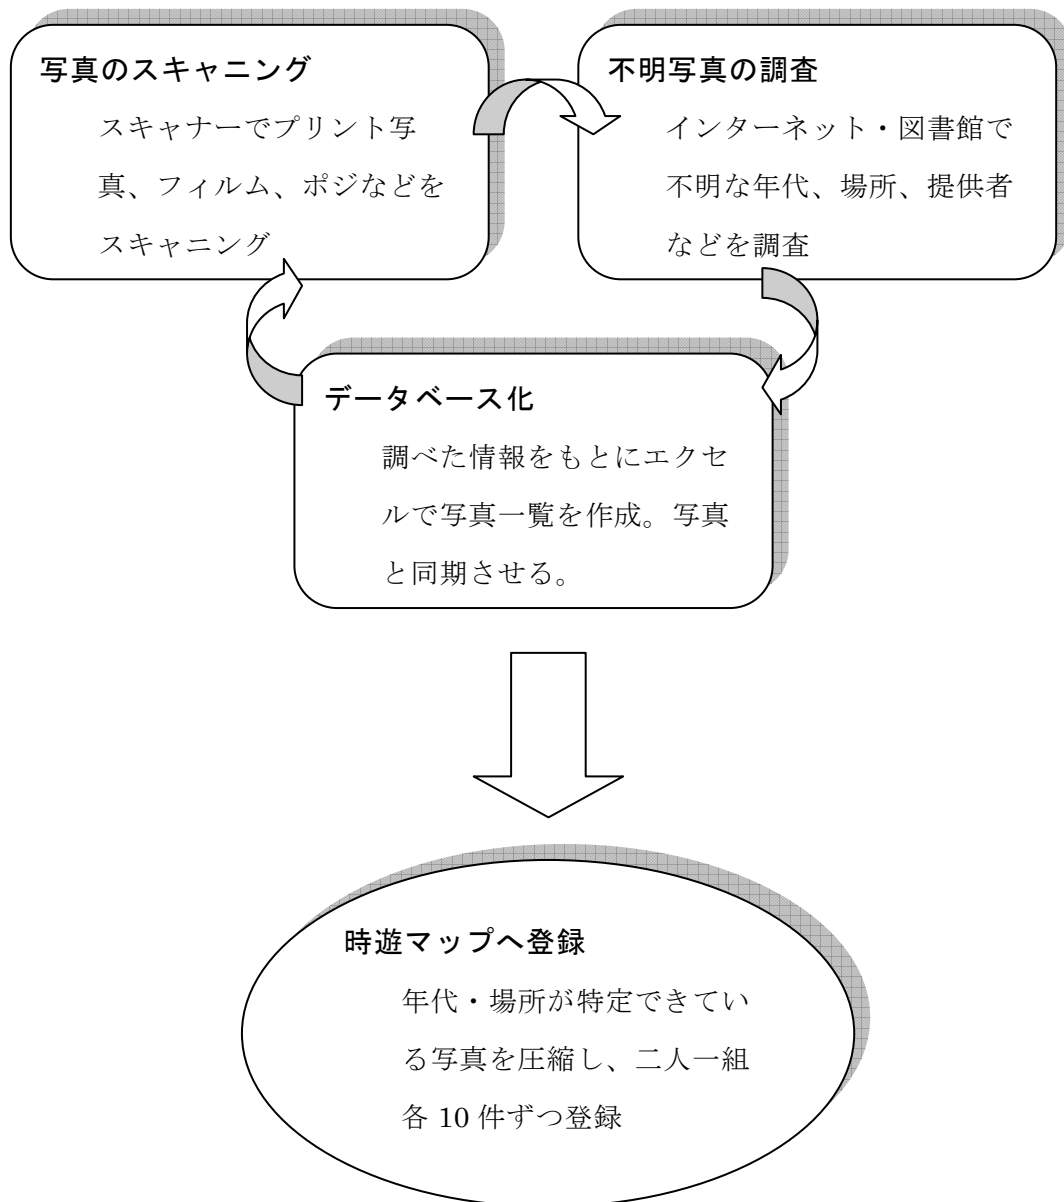 写真のスキャニング
スキャナーでプリント写
真、フィルム、ポジなどを
スキャニング
不明写真の調査
インターネット・図書館で
不明な年代、場所、提供者
などを調査
データベース化
調べた情報をもとにエクセ
ルで写真一覧を作成。写真
と同期させる。
時遊マップへ登録
年代・場所が特定できてい
る写真を圧縮し、二人一組
各 10 件ずつ登録